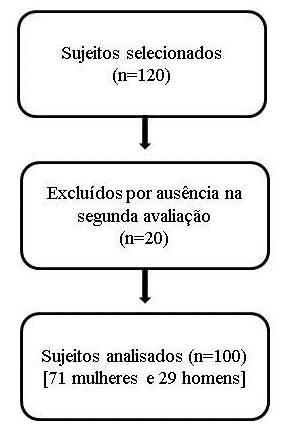 Sujeitos selecionados
(n=120)
Excluídos por ausência na
segunda avaliação
(n=20)
Sujeitos analisados (n=100)
[71 mulheres e 29 homens]